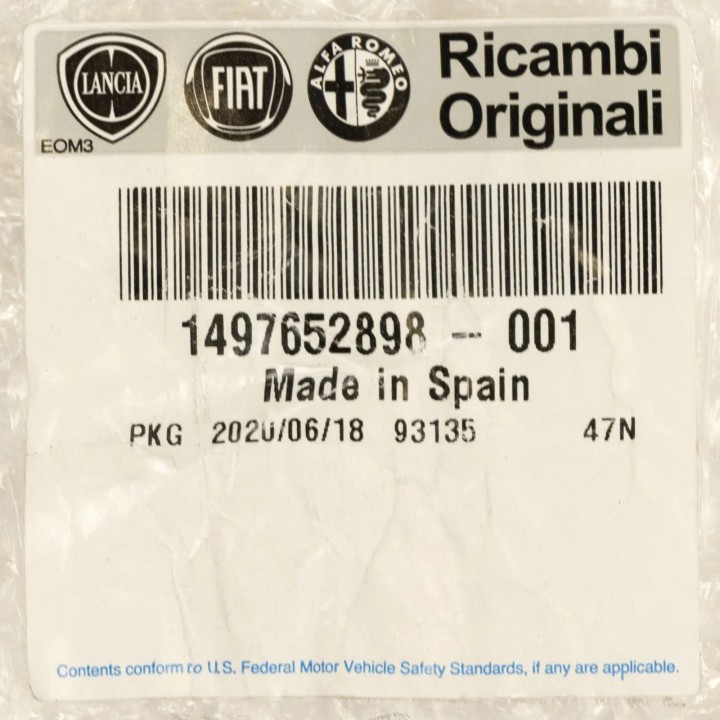 LANCIA
FIAT
ALFA ROMEO
Ricambi
Originali
EOM3
1497652898 - 001
Made in Spain
PKG 2020/06/18 93135 47N
Contents conform to U.S. Federal Motor Vehicle Safety Standards, if any are applicable.